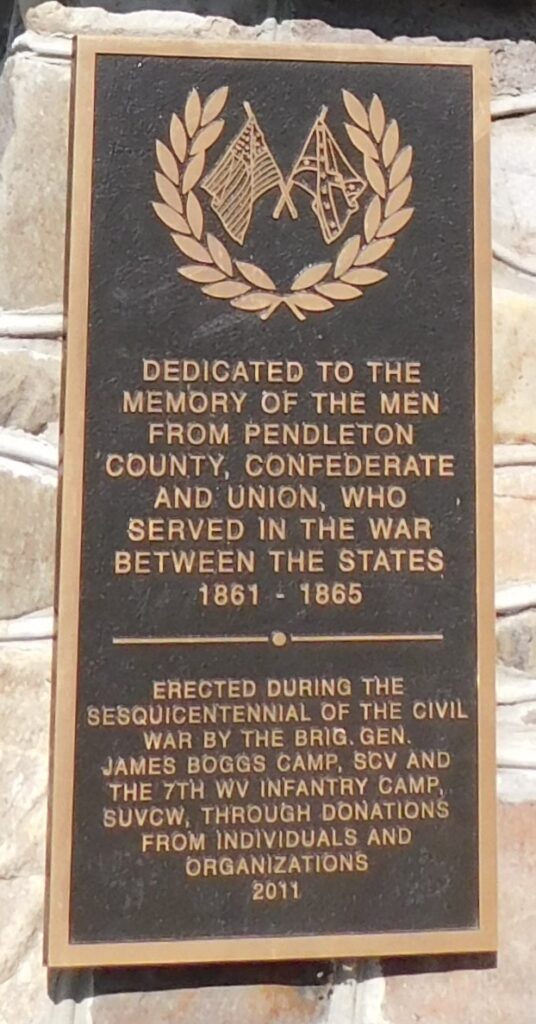 DEDICATED TO THE
MEMORY OF THE MEN
FROM PENDLETON
COUNTY, CONFEDERATE
AND UNION, WHO
SERVED IN THE WAR
BETWEEN THE STATES
1861 - 1865
ERECTED DURING THE
SESQUICENTENNIAL OF THE CIVIL
WAR BY THE BRIG. GEN.
JAMES BOGGS CAMP, SCV AND
THE 7TH WV INFANTRY CAMP,
SUVCW, THROUGH DONATIONS
FROM INDIVIDUALS AND
ORGANIZATIONS
2011